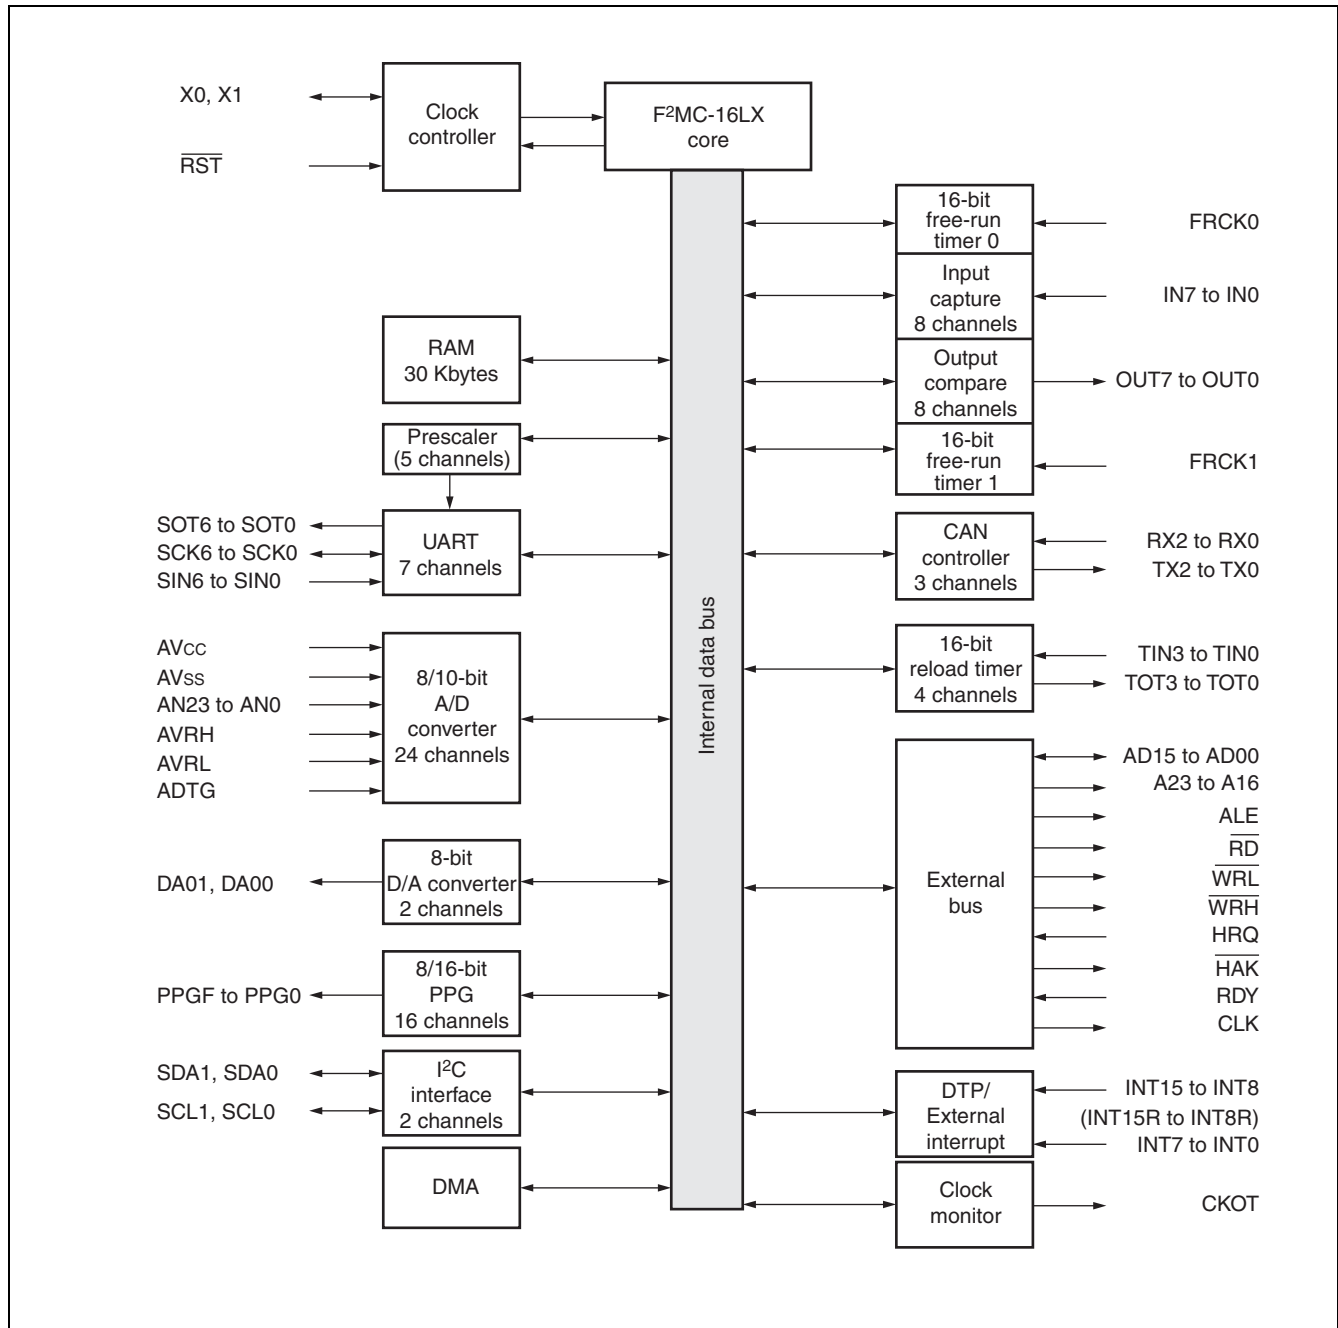 X0, X1
RST
Clock
controller
F²MC-16LX
core
RAM
30 Kbytes
Prescaler
(5 channels)
SOT6 to SOT0
SCK6 to SCK0
SIN6 to SIN0
UART
7 channels
AVCC
AVSS
AN23 to AN0
AVRH
AVRL
ADTG
8/10-bit
A/D
converter
24 channels
DA01, DA00
8-bit
D/A converter
2 channels
PPGF to PPG0
8/16-bit
PPG
16 channels
SDA1, SDA0
SCL1, SCL0
I²C
interface
2 channels
DMA
Internal data bus
16-bit
free-run
timer 0
FRCK0
Input
capture
8 channels
IN7 to IN0
Output
compare
8 channels
OUT7 to OUT0
16-bit
free-run
timer 1
FRCK1
CAN
controller
3 channels
RX2 to RX0
TX2 to TX0
16-bit
reload timer
4 channels
TIN3 to TIN0
TOT3 to TOT0
External
bus
AD15 to AD00
A23 to A16
ALE
RD
WRL
WRH
HRQ
HAK
RDY
CLK
DTP/
External
interrupt
INT15 to INT8
(INT15R to INT8R)
INT7 to INT0
Clock
monitor
CKOT